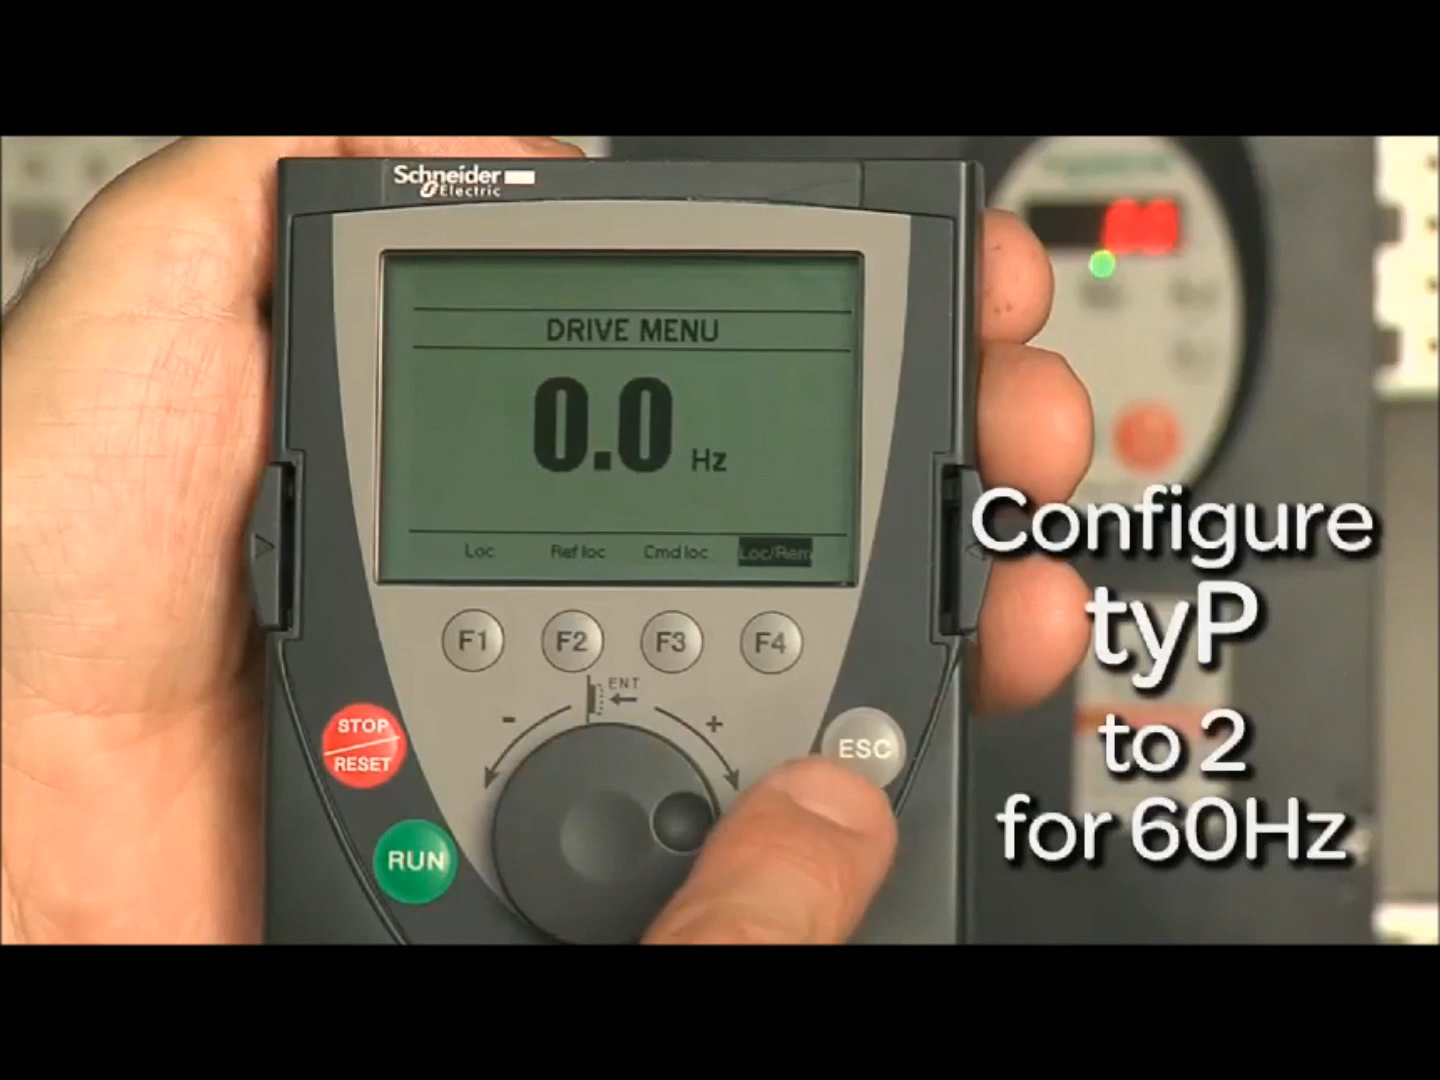 Schneider
Electric
DRIVE MENU
0.0 Hz
Loc Ref loc Cmd loc Loc/Rem
F1 F2 F3 F4
ENT
- +
STOP
RESET
ESC
RUN
Configure
tyP
to 2
for 60Hz